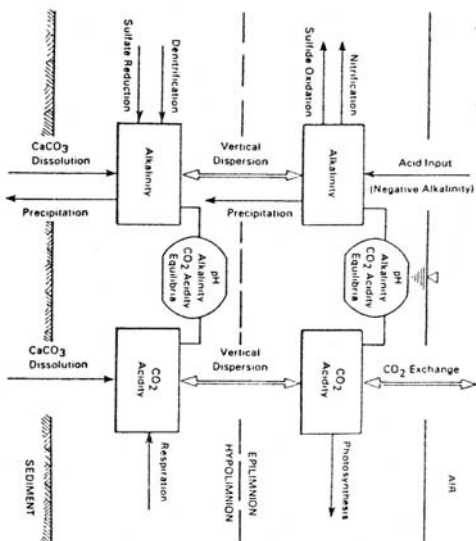 Sulfate Reduction
Denitrification
Sulfide Oxidation
Nitrification
CaCO3
Dissolution
Alkalinity
Vertical
Dispersion
Alkalinity
Acid Input
(Negative Alkalinity)
Precipitation
Precipitation
pH
Alkalinity
CO2 Acidity
Equilibria
pH
Alkalinity
CO2 Acidity
Equilibria
CaCO3
Dissolution
CO2
Acidity
Vertical
Dispersion
CO2
Acidity
CO2 Exchange
Respiration
Photosynthesis
SEDIMENT
HYPOLIMNION
EPILIMNION
AIR